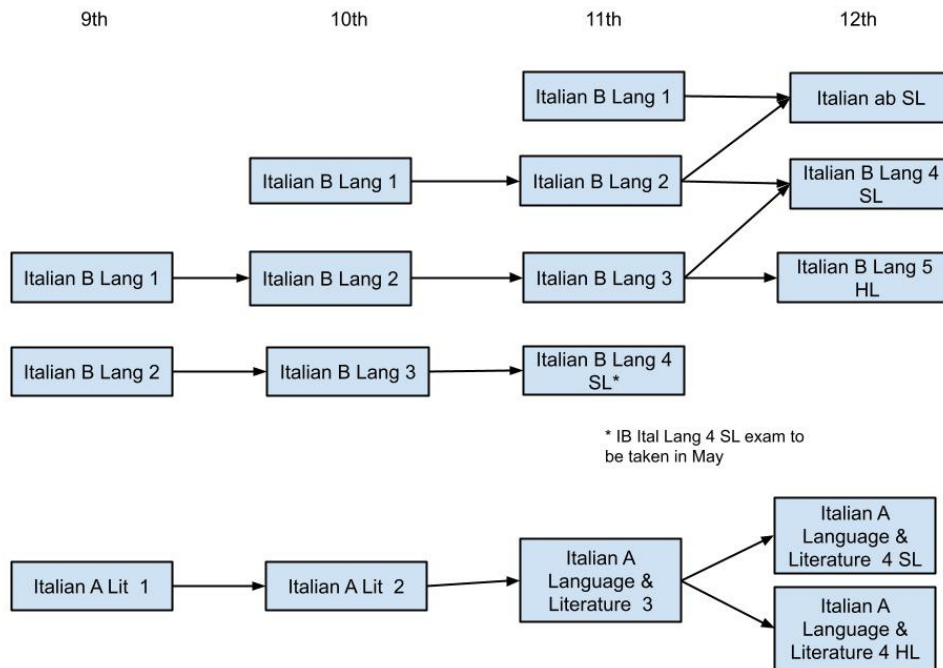 9th 10th 11th 12th
Italian B Lang 1 Italian ab SL
Italian B Lang 1 Italian B Lang 2 Italian B Lang 4
SL
Italian B Lang 1 Italian B Lang 2 Italian B Lang 3 Italian B Lang 5
HL
Italian B Lang 2 Italian B Lang 3 Italian B Lang 4
SL*
* IB Ital Lang 4 SL exam to
be taken in May
Italian A Lit 1 Italian A Lit 2 Italian A
Language &
Literature 3
Italian A
Language &
Literature 4 SL
Italian A
Language &
Literature 4 HL